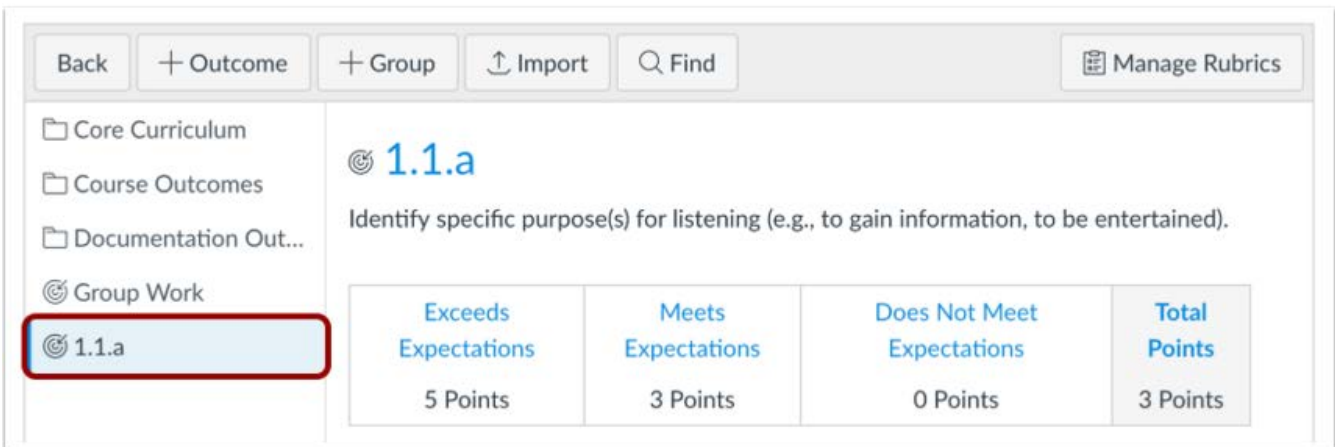 Back + Outcome + Group Import Find Manage Rubrics
Core Curriculum
Course Outcomes
Documentation Out...
Group Work
1.1.a
1.1.a
Identify specific purpose(s) for listening (e.g., to gain information, to be entertained).
Exceeds Expectations Meets Expectations Does Not Meet Expectations Total Points
5 Points 3 Points 0 Points 3 Points